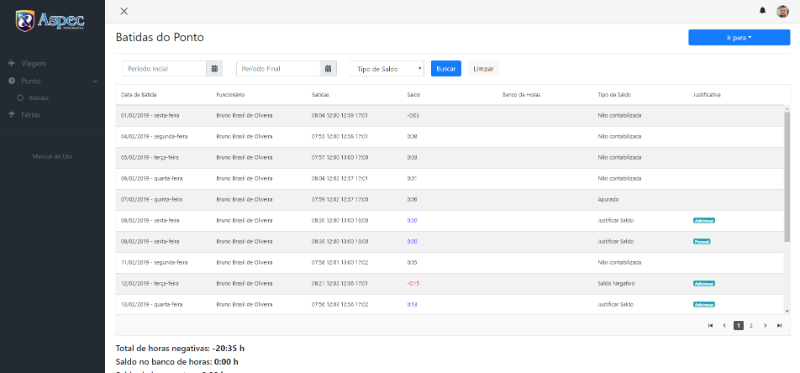 Aspec
Batidas do Ponto
Ir para
Viagem
Ponto
Batidas
Férias
Manual de Uso
Período Inicial
Período Final
Tipo de Saldo
Buscar
Limpar
Data de Batida Funcionário Batidas Saldo Banco de Horas Tipo de Saldo Justificativa
01/02/2019 - sexta-feira Bruno Brasil de Oliveira 08:04 12:00 12:59 17:01 -0:03 Não contabilizada
04/02/2019 - segunda-feira Bruno Brasil de Oliveira 07:53 12:00 12:58 17:01 0:08 Não contabilizada
05/02/2019 - terça-feira Bruno Brasil de Oliveira 07:57 12:00 13:00 17:00 0:03 Não contabilizada
06/02/2019 - quarta-feira Bruno Brasil de Oliveira 08:04 12:02 12:57 17:01 0:01 Não contabilizada
07/02/2019 - quinta-feira Bruno Brasil de Oliveira 07:59 12:02 12:57 17:00 0:06 Apurado
08/02/2019 - sexta-feira Bruno Brasil de Oliveira 08:30 12:00 13:00 18:00 0:30 Justificar Saldo Adicionar
08/02/2019 - sexta-feira Bruno Brasil de Oliveira 08:30 12:00 13:00 18:00 0:30 Justificar Saldo Pessoal
11/02/2019 - segunda-feira Bruno Brasil de Oliveira 07:58 12:01 13:00 17:02 0:05 Não contabilizada
12/02/2019 - terça-feira Bruno Brasil de Oliveira 08:21 12:02 12:56 17:01 -0:15 Saldo Negativo Adicionar
13/02/2019 - quarta-feira Bruno Brasil de Oliveira 07:56 12:03 12:56 17:02 0:13 Justificar Saldo Adicionar
1 2
Total de horas negativas: -20:35 h
Saldo no banco de horas: 0:00 h